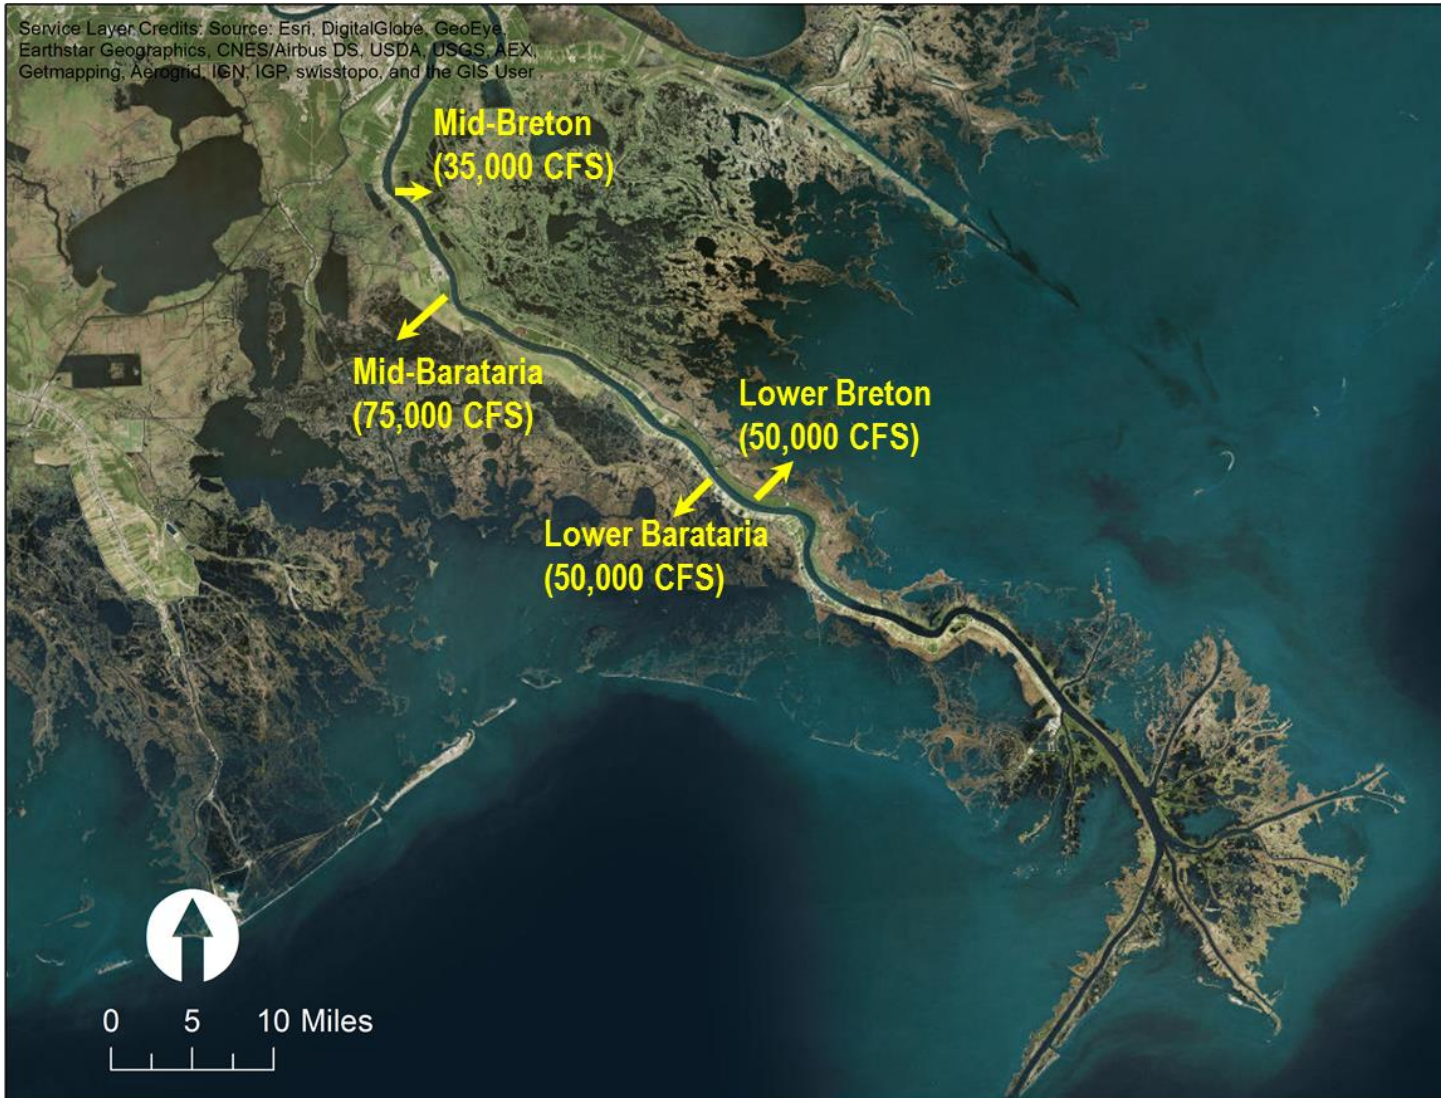 Service Layer Credits: Source: Esri, DigitalGlobe, GeoEye,
Earthstar Geographics, CNES/Airbus DS, USDA, USGS, AEX,
Getmapping, Aerogrid, IGN, IGP, swisstopo, and the GIS User
Mid-Breton
(35,000 CFS)
Mid-Barataria
(75,000 CFS)
Lower Breton
(50,000 CFS)
Lower Barataria
(50,000 CFS)
0 5 10 Miles